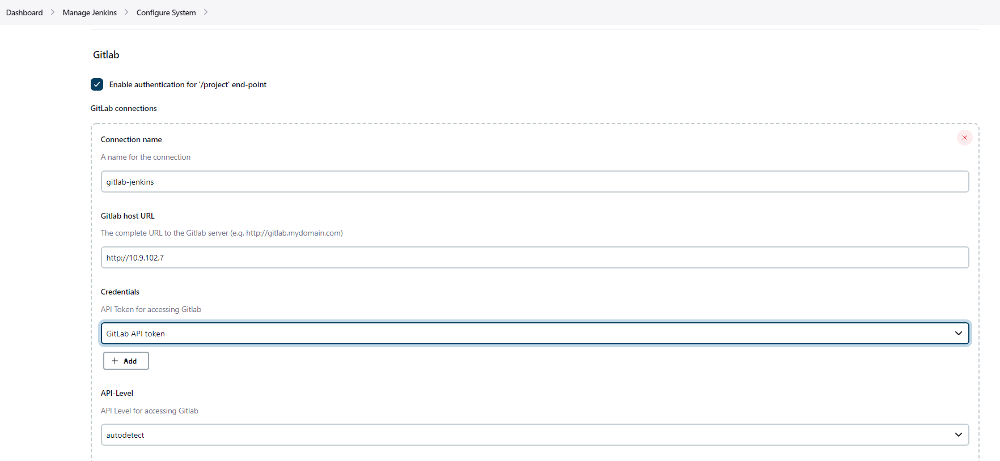 Dashboard > Manage Jenkins > Configure System >
Gitlab
Enable authentication for '/project' end-point
GitLab connections
Connection name
A name for the connection
gitlab-jenkins
Gitlab host URL
The complete URL to the Gitlab server (e.g. http://gitlab.mydomain.com)
http://10.9.102.7
Credentials
API Token for accessing Gitlab
GitLab API token
+ Add
API-Level
API Level for accessing Gitlab
autodetect